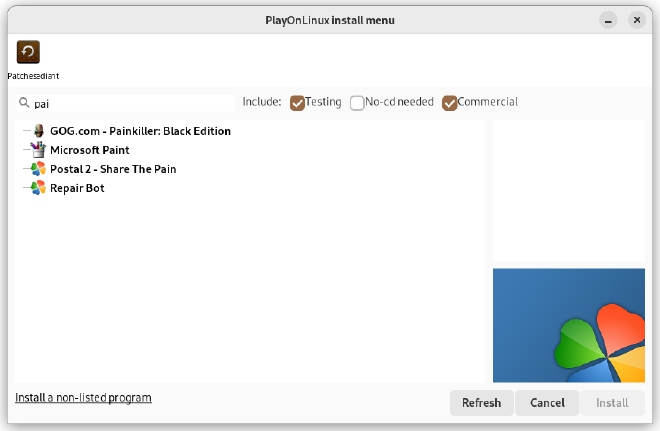 PlayOnLinux install menu
Patchesadiant
pai
Include: Testing No-cd needed Commercial
GOG.com - Painkiller: Black Edition
Microsoft Paint
Postal 2 - Share The Pain
Repair Bot
Install a non-listed program
Refresh Cancel Install